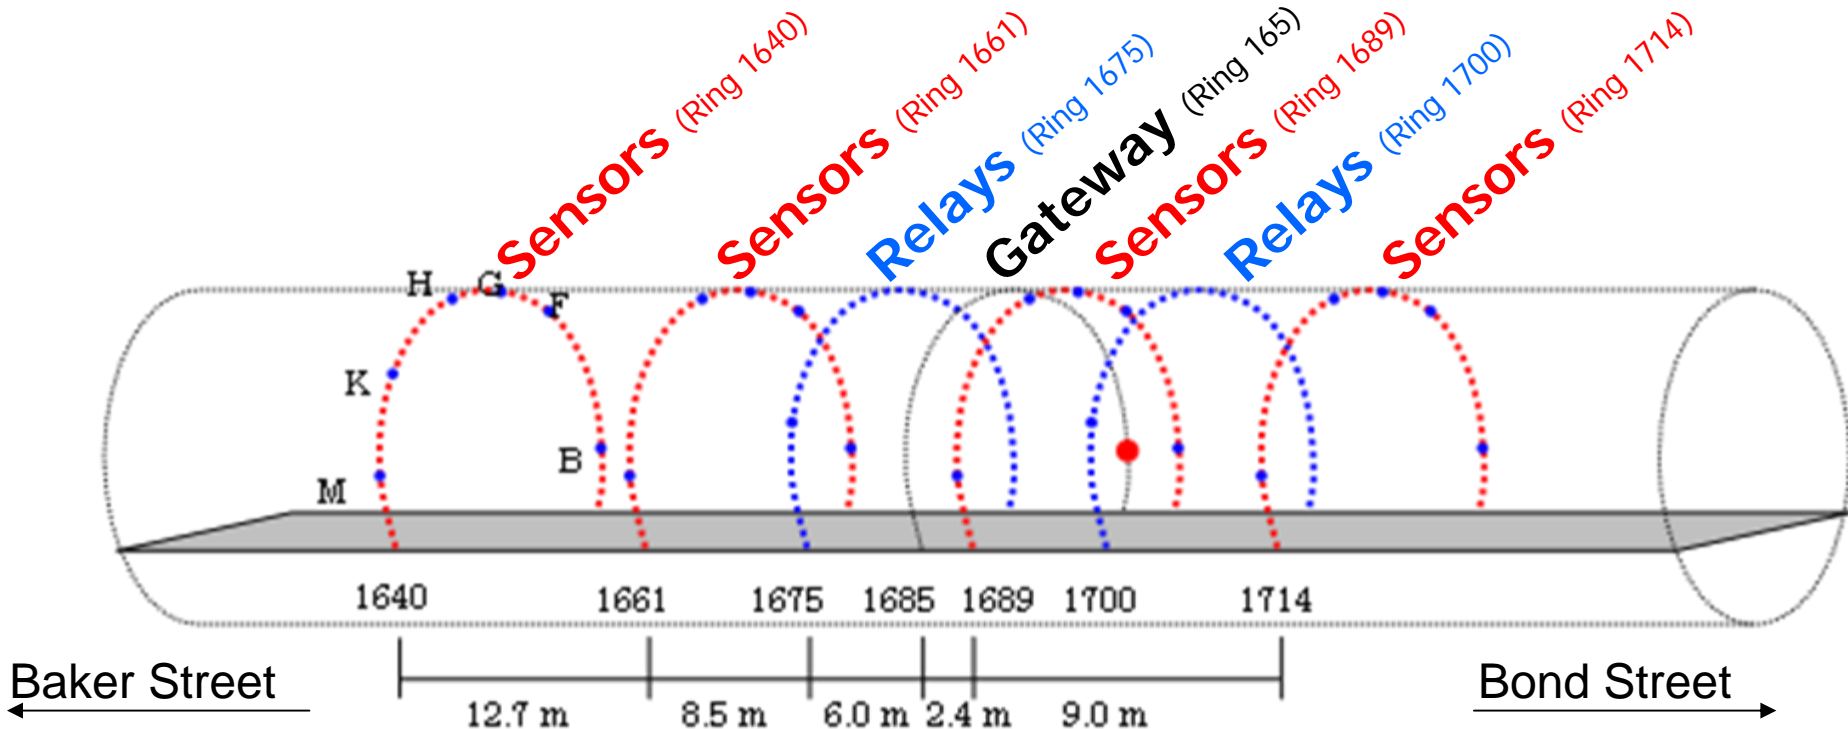 Sensors (Ring 1640)
Sensors (Ring 1661)
Relays (Ring 1675)
Gateway (Ring 165)
Sensors (Ring 1689)
Relays (Ring 1700)
Sensors (Ring 1714)
H
G
F
K
B
M
1640
1661
1675
1685
1689
1700
1714
Baker Street
Bond Street
12.7 m
8.5 m
6.0 m
2.4 m
9.0 m